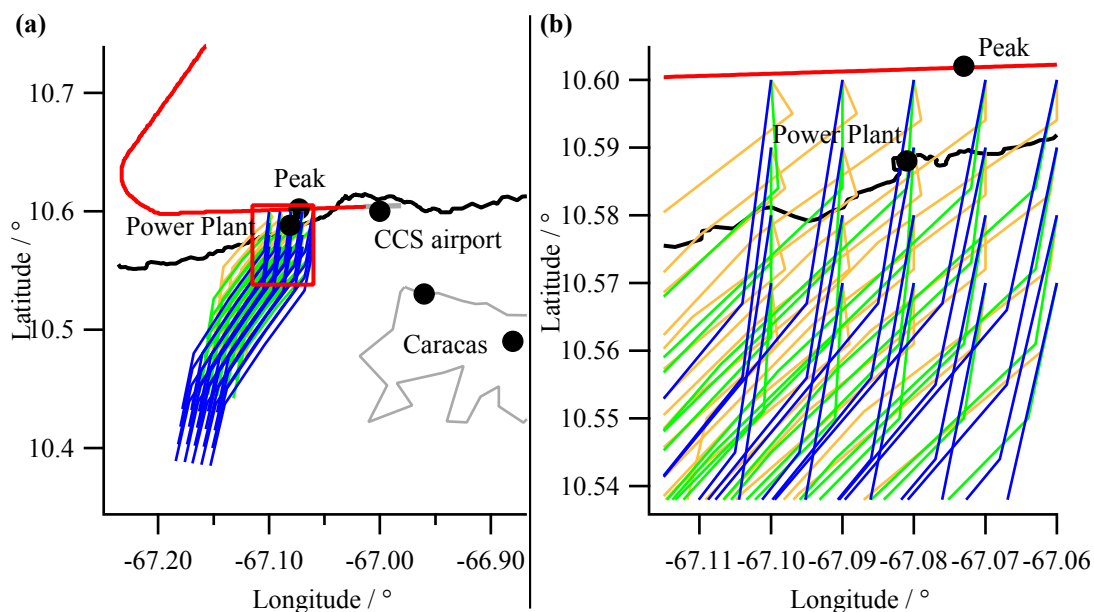 (a)
10.7
10.6
10.5
10.4
Latitude / °
Peak
Power Plant
CCS airport
Caracas
-67.20
-67.10
-67.00
-66.90
Longitude / °
(b)
10.60
10.59
10.58
10.57
10.56
10.55
10.54
Latitude / °
Peak
Power Plant
-67.11
-67.10
-67.09
-67.08
-67.07
-67.06
Longitude / °